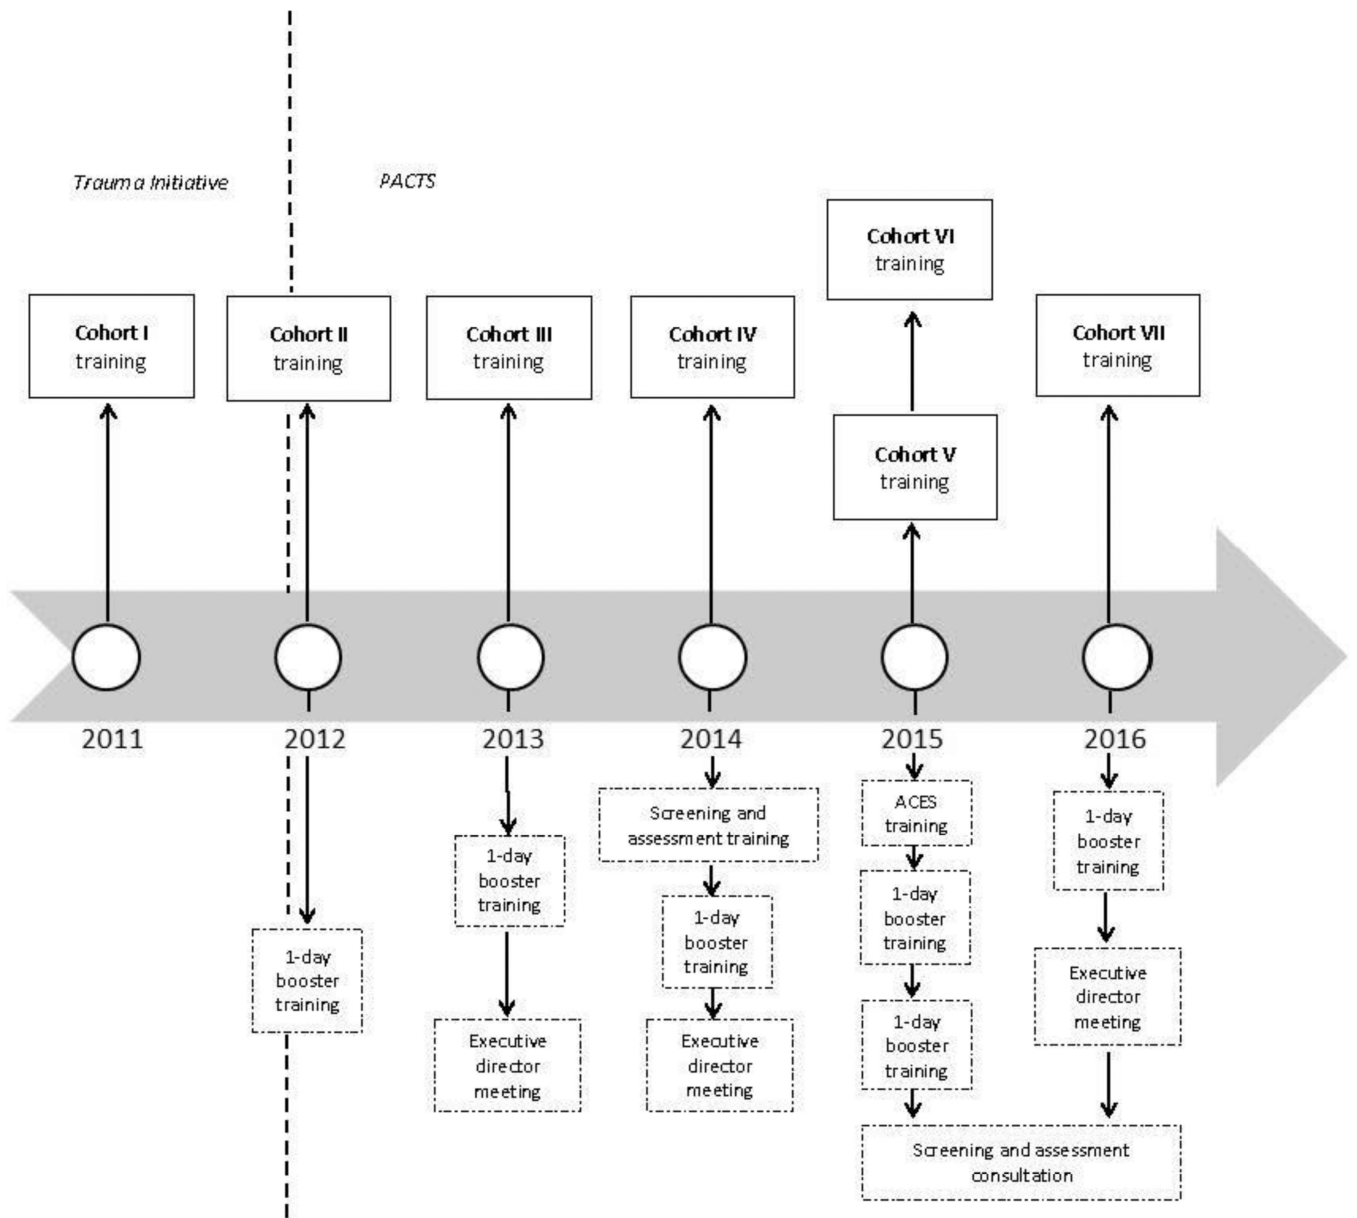 Trauma Initiative
PACTS
Cohort I
training
Cohort II
training
Cohort III
training
Cohort IV
training
Cohort VI
training
Cohort V
training
Cohort VII
training
2011
2012
2013
2014
2015
2016
1-day
booster
training
1-day
booster
training
Executive
director
meeting
Screening and
assessment training
1-day
booster
training
Executive
director
meeting
ACES
training
1-day
booster
training
1-day
booster
training
1-day
booster
training
Executive
director
meeting
Screening and assessment
consultation